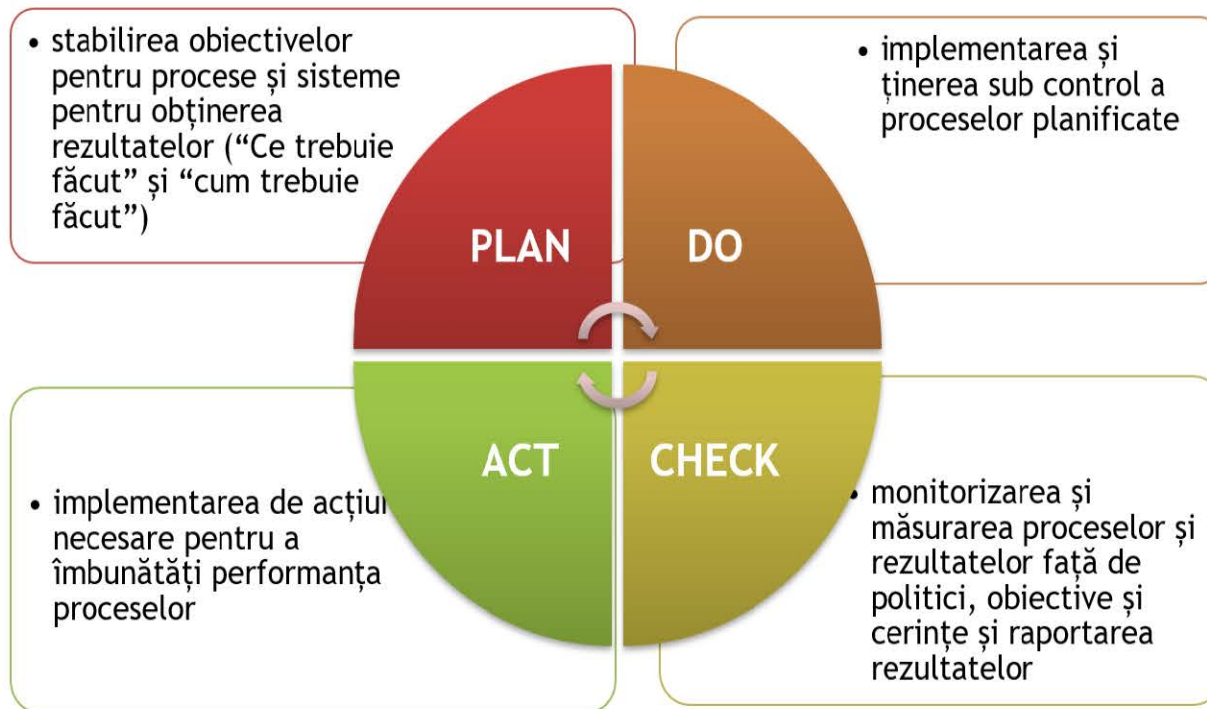 • stabilirea obiectivelor
pentru procese și sisteme
pentru obținerea
rezultatelor (“Ce trebuie
făcut” și “cum trebuie
făcut”)
PLAN
• implementarea și
ținerea sub control a
proceselor planificate
DO
• implementarea de
necesare pentru a
îmbunătăți performanța
proceselor
ACT
CHECK
• monitorizarea și
măsurarea proceselor și
rezultatelor față de
politici, obiective și
cerințe și raportarea
rezultatelor